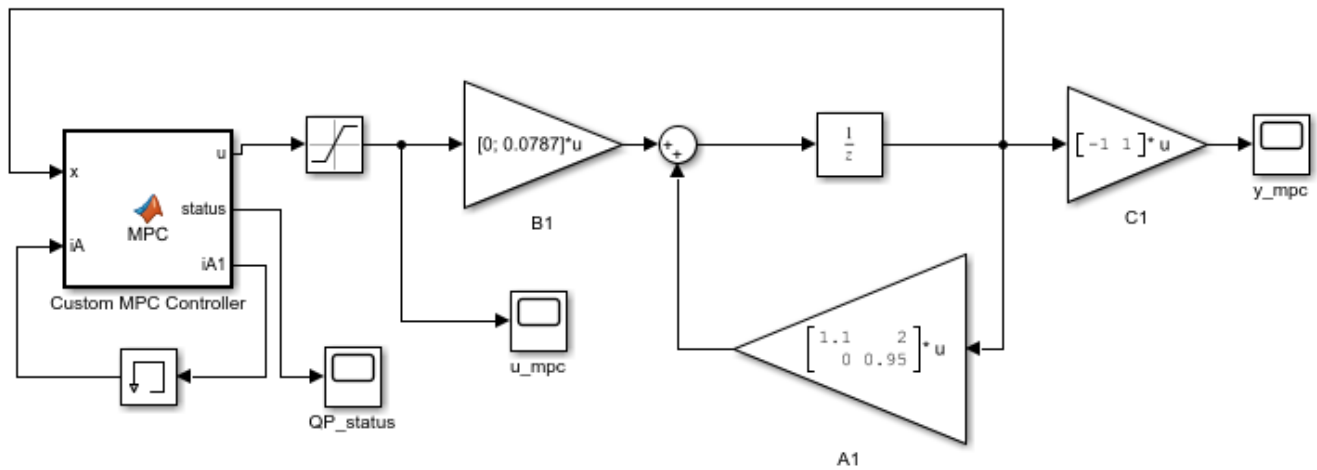 x
iA
MPC
u
status
iA1
Custom MPC Controller
QP_status
u_mpc
[0; 0.0787]*u
B1
+
+
1
z
[-1 1]* u
C1
y_mpc
[1.1 2
0 0.95]* u
A1